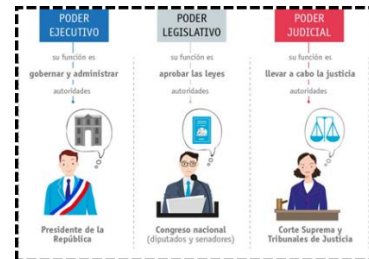 PODER
EJECUTIVO
su función es
gobernar y administrar
autoridades
Presidente de la
República
PODER
LEGISLATIVO
su función es
aprobar las leyes
autoridades
Congreso nacional
(diputados y senadores)
PODER
JUDICIAL
su función es
llevar a cabo la justicia
autoridades
Corte Suprema y
Tribunales de Justicia